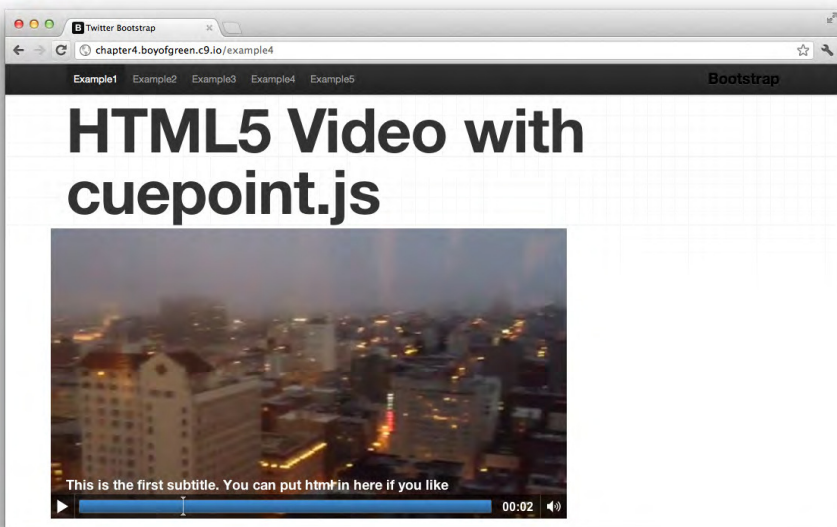 B Twitter Bootstrap
chapter4.boyofgreen.c9.io/example4
Example1 Example2 Example3 Example4 Example5 Bootstrap
HTML5 Video with
cuepoint.js
This is the first subtitle. You can put html in here if you like
00:02